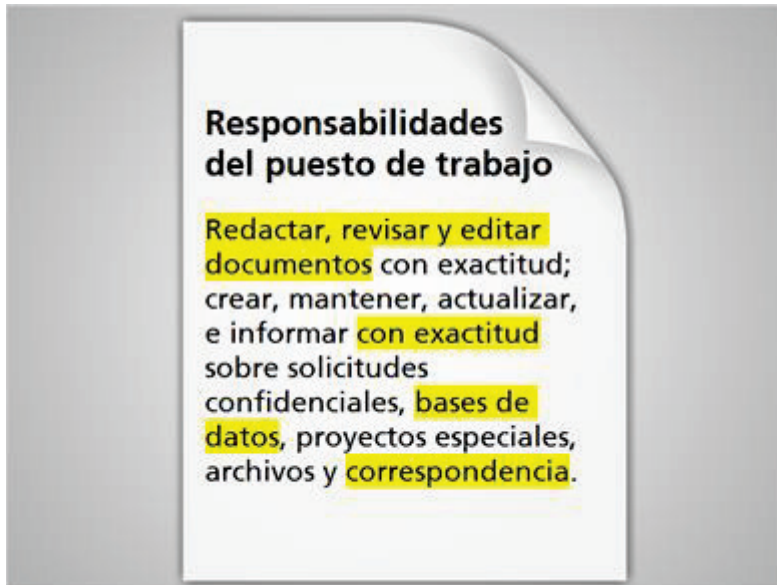 Responsabilidades
del puesto de trabajo
Redactar, revisar y editar
documentos con exactitud;
crear, mantener, actualizar,
e informar con exactitud
sobre solicitudes
confidenciales, bases de
datos, proyectos especiales,
archivos y correspondencia.